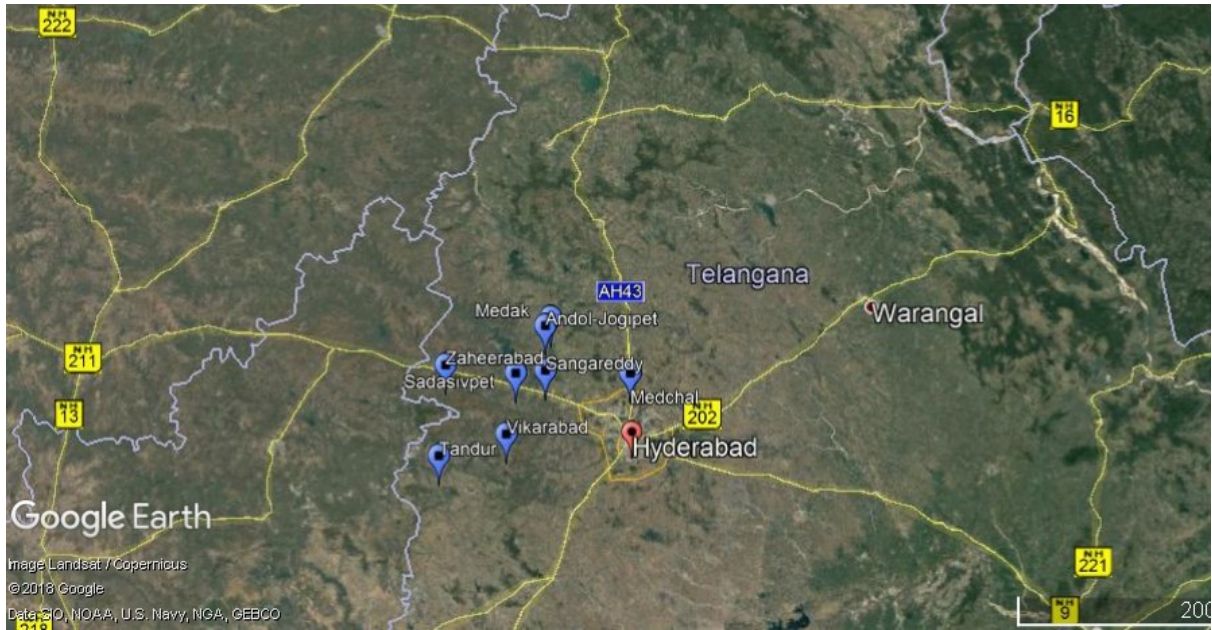 NH
222
NH
16
Telangana
AH43
Medak
Andol-Jogipet
Warangal
NH
211
Zaheerabad
Sangareddy
Sadasivpet
Medchal
NH
13
NH
202
Vikarabad
Hyderabad
Tandur
Google Earth
Image Landsat / Copernicus
© 2018 Google
Data SIO, NOAA, U.S. Navy, NGA, GEBCO
NH
221
NH
9
200
218